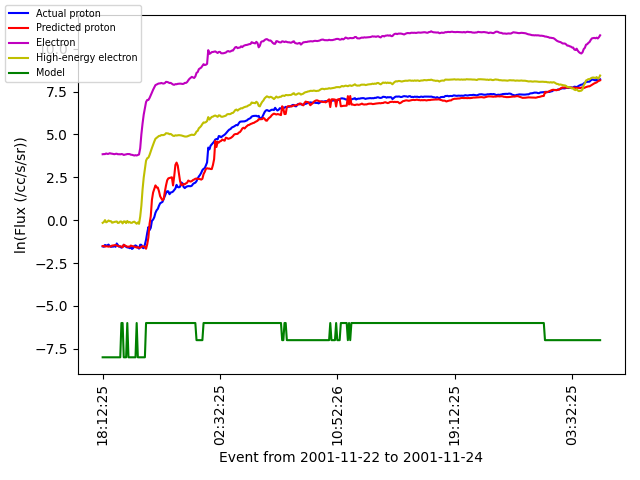 Actual proton
Predicted proton
Electron
High-energy electron
Model
10.0
7.5
5.0
2.5
0.0
−2.5
−5.0
−7.5
ln(Flux (/cc/s/sr))
18:12:25
02:32:25
10:52:26
19:12:25
03:32:25
Event from 2001-11-22 to 2001-11-24